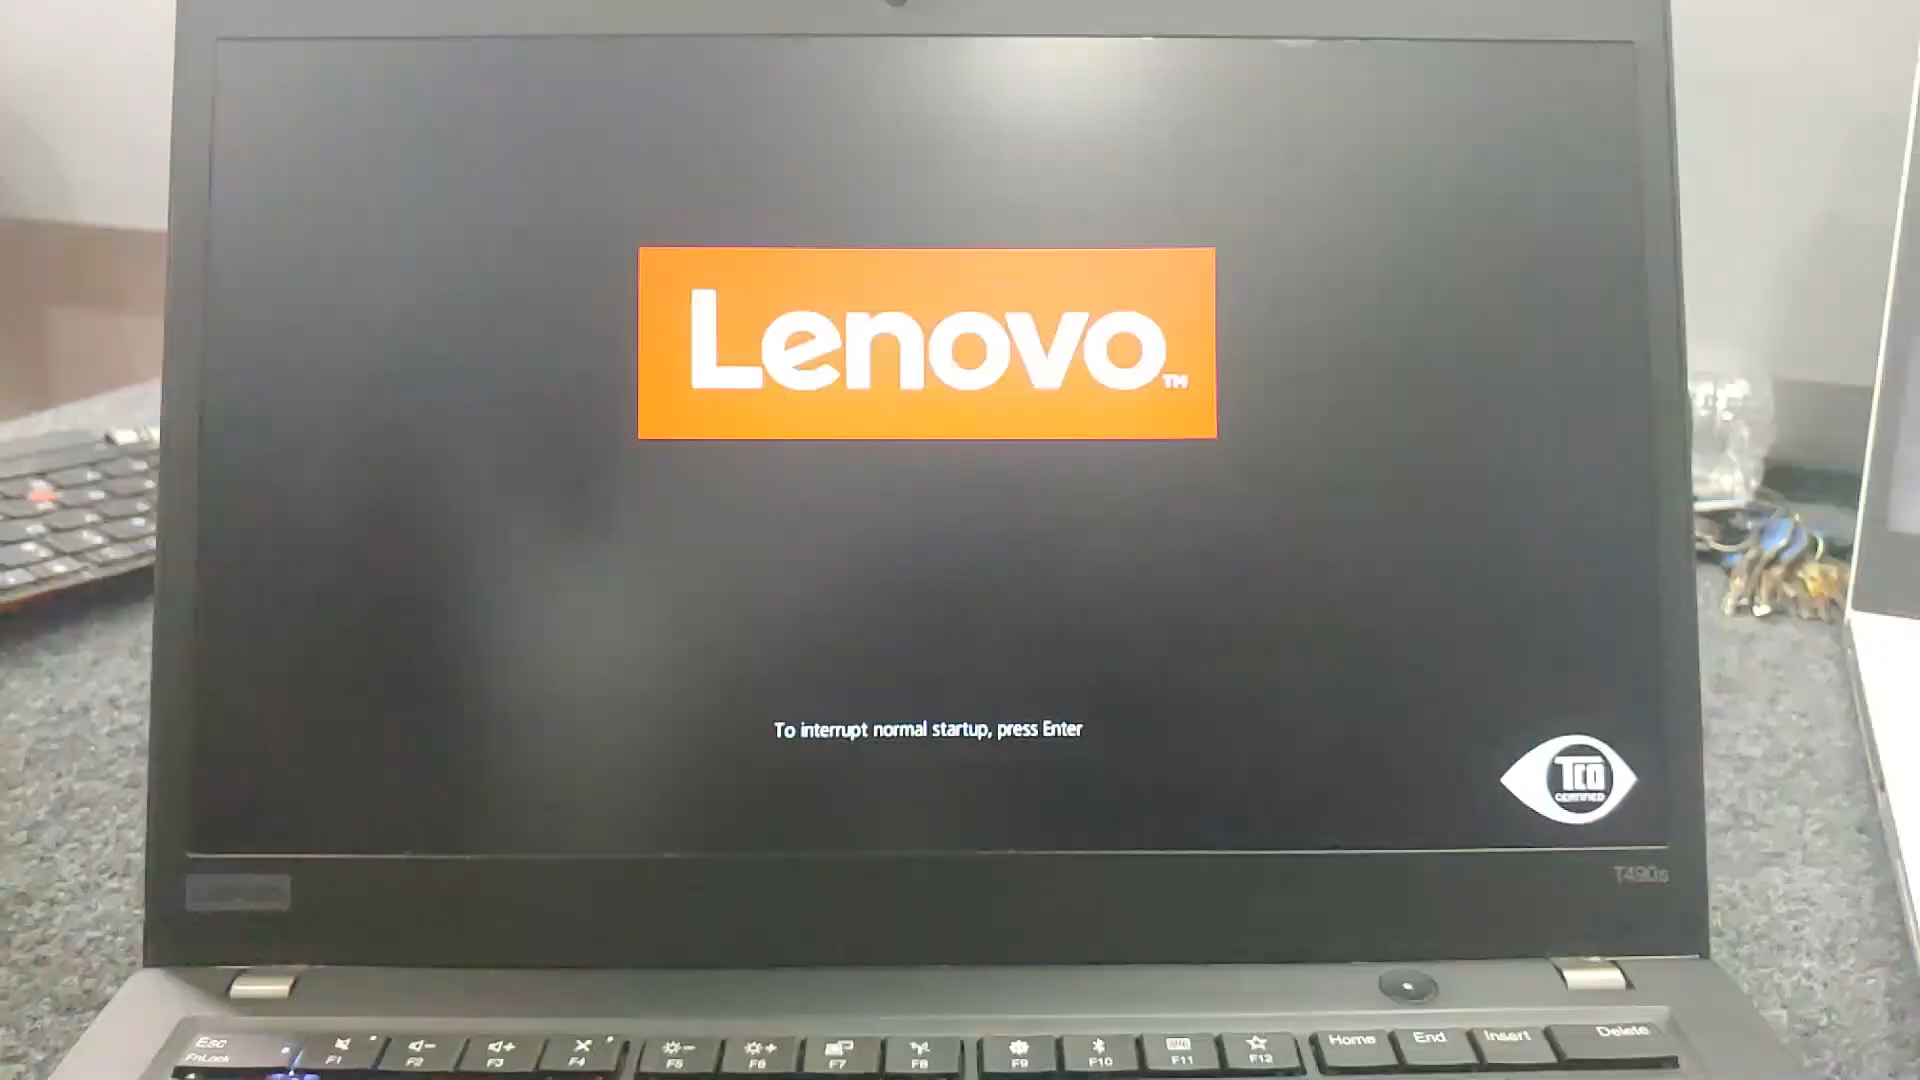 Lenovo™
To interrupt normal startup, press Enter
TCO
CERTIFIED
T490s
Esc
FnLock
F1
F2
F3
F4
F5
F6
F7
F8
F9
F10
F11
F12
Home
End
Insert
Delete